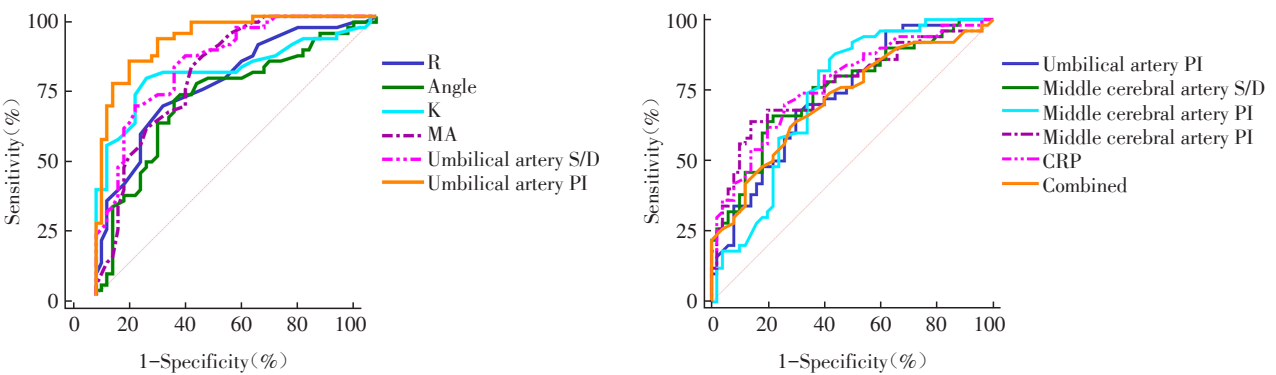 100
75
50
25
0
Sensitivity(%)
0 20 40 60 80 100
1-Specificity(%)
R
Angle
K
MA
Umbilical artery S/D
Umbilical artery PI
100
75
50
25
0
Sensitivity(%)
0 20 40 60 80 100
1-Specificity(%)
Umbilical artery PI
Middle cerebral artery S/D
Middle cerebral artery PI
Middle cerebral artery PI
CRP
Combined